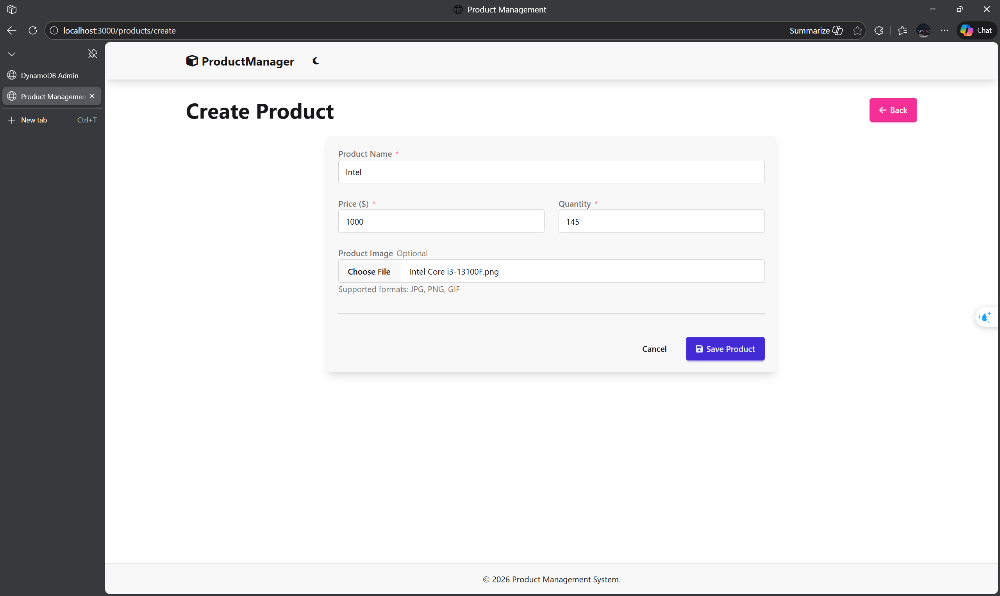 Product Management
localhost:3000/products/create
Summarize
Chat
DynamoDB Admin
Product Managemen
New tab Ctrl+T
ProductManager
Create Product
Back
Product Name *
Intel
Price ($) * Quantity *
1000 145
Product Image Optional
Choose File Intel Core i3-13100F.png
Supported formats: JPG, PNG, GIF
Cancel Save Product
© 2026 Product Management System.